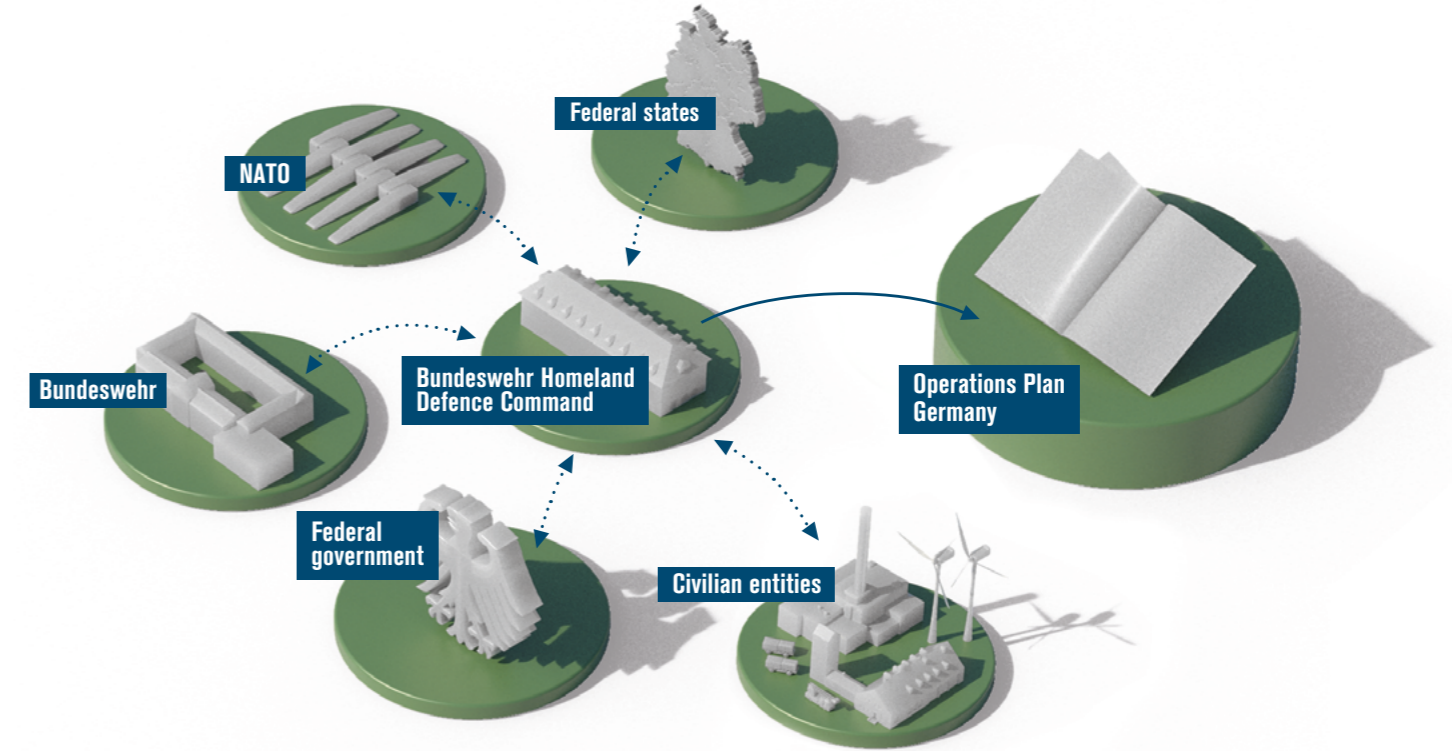 Federal states
NATO
Bundeswehr
Bundeswehr Homeland
Defence Command
Operations Plan
Germany
Federal
government
Civilian entities